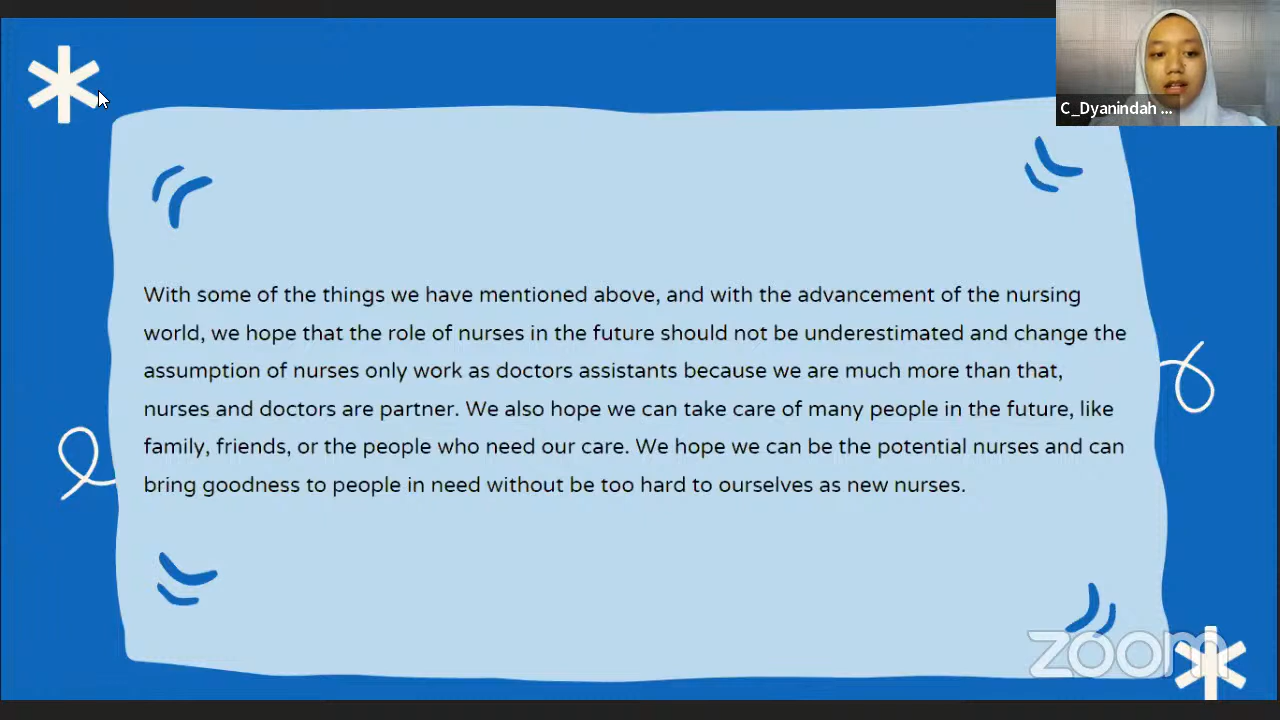 C_Dyanindah ...
With some of the things we have mentioned above, and with the advancement of the nursing
world, we hope that the role of nurses in the future should not be underestimated and change the
assumption of nurses only work as doctors assistants because we are much more than that,
nurses and doctors are partner. We also hope we can take care of many people in the future, like
family, friends, or the people who need our care. We hope we can be the potential nurses and can
bring goodness to people in need without be too hard to ourselves as new nurses.
zoom